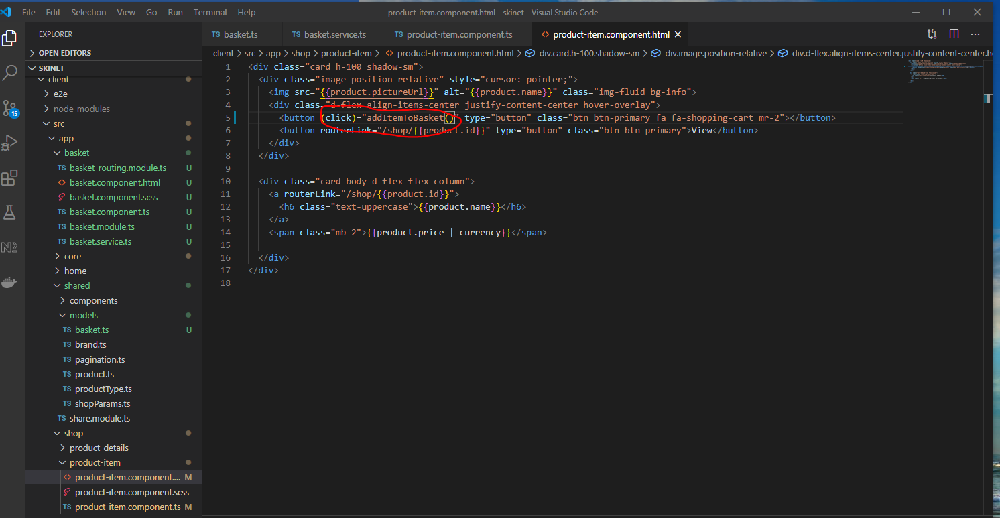 File Edit Selection View Go Run Terminal Help product-item.component.html - skinet - Visual Studio Code
EXPLORER
OPEN EDITORS
SKINET
client
e2e
node_modules
src
app
basket
TS basket-routing.module.ts U
<> basket.component.html U
basket.component.scss U
TS basket.component.ts U
TS basket.module.ts U
TS basket.service.ts U
core
home
shared
components
models
TS basket.ts U
TS brand.ts
TS pagination.ts
TS product.ts
TS productType.ts
TS shopParams.ts
TS share.module.ts
shop
product-details
product-item
<> product-item.component.... M
product-item.component.scss
TS product-item.component.ts M
15
TS basket.ts TS basket.service.ts TS product-item.component.ts <> product-item.component.html
client > src > app > shop > product-item > <> product-item.component.html > div.card.h-100.shadow-sm > div.image.position-relative > div.d-flex.align-items-center.justify-content-center.ho
1 <div class="card h-100 shadow-sm">
2 <div class="image position-relative" style="cursor: pointer;">
3 <img src="{{product.pictureUrl}}" alt="{{product.name}}" class="img-fluid bg-info">
4 <div class="d-flex align-items-center justify-content-center hover-overlay">
5 <button (click)="addItemToBasket()" type="button" class="btn btn-primary fa fa-shopping-cart mr-2"></button>
6 <button routerLink="/shop/{{product.id}}" type="button" class="btn btn-primary">View</button>
7 </div>
8 </div>
9
10 <div class="card-body d-flex flex-column">
11 <a routerLink="/shop/{{product.id}}">
12 <h6 class="text-uppercase">{{product.name}}</h6>
13 </a>
14 <span class="mb-2">{{product.price | currency}}</span>
15
16 </div>
17 </div>
18